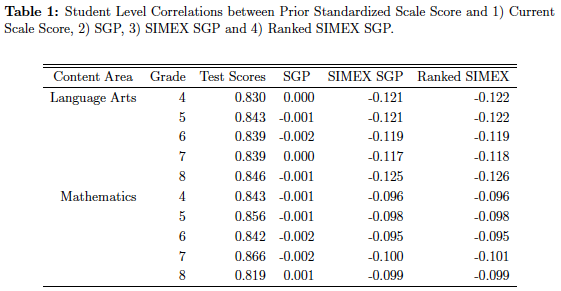 Table 1: Student Level Correlations between Prior Standardized Scale Score and 1) Current
Scale Score, 2) SGP, 3) SIMEX SGP and 4) Ranked SIMEX SGP.
Content Area Grade Test Scores SGP SIMEX SGP Ranked SIMEX
Language Arts 4 0.830 0.000 -0.121 -0.122
5 0.843 -0.001 -0.121 -0.122
6 0.839 -0.002 -0.119 -0.119
7 0.839 0.000 -0.117 -0.118
8 0.846 -0.001 -0.125 -0.126
Mathematics 4 0.843 -0.001 -0.096 -0.096
5 0.856 -0.001 -0.098 -0.098
6 0.842 -0.002 -0.095 -0.095
7 0.866 -0.002 -0.100 -0.101
8 0.819 0.001 -0.099 -0.099